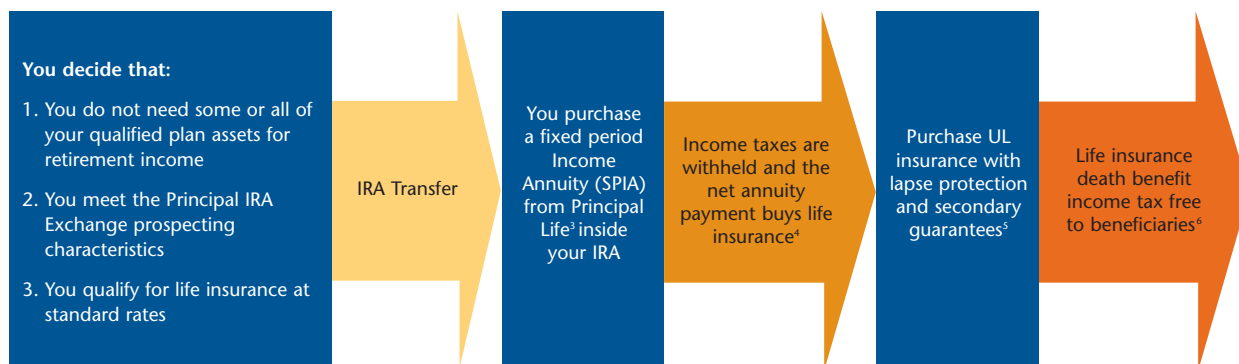 You decide that:
1. You do not need some or all of
your qualified plan assets for
retirement income
2. You meet the Principal IRA
Exchange prospecting
characteristics
3. You qualify for life insurance at
standard rates
IRA Transfer
You purchase
a fixed period
Income
Annuity (SPIA)
from Principal
Life³ inside
your IRA
Income taxes are
withheld and the
net annuity
payment buys life
insurance⁴
Purchase UL
insurance with
lapse protection
and secondary
guarantees⁵
Life insurance
death benefit
income tax free
to beneficiaries⁶